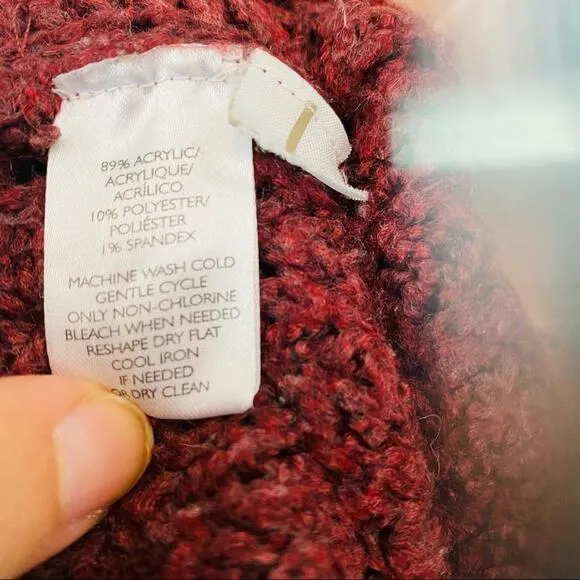 89% ACRYLIC/
ACRYLIQUE/
ACRÍLICO
10% POLYESTER/
POLIÉSTER
1% SPANDEX
MACHINE WASH COLD
GENTLE CYCLE
ONLY NON-CHLORINE
BLEACH WHEN NEEDED
RESHAPE DRY FLAT
COOL IRON
IF NEEDED
OR DRY CLEAN